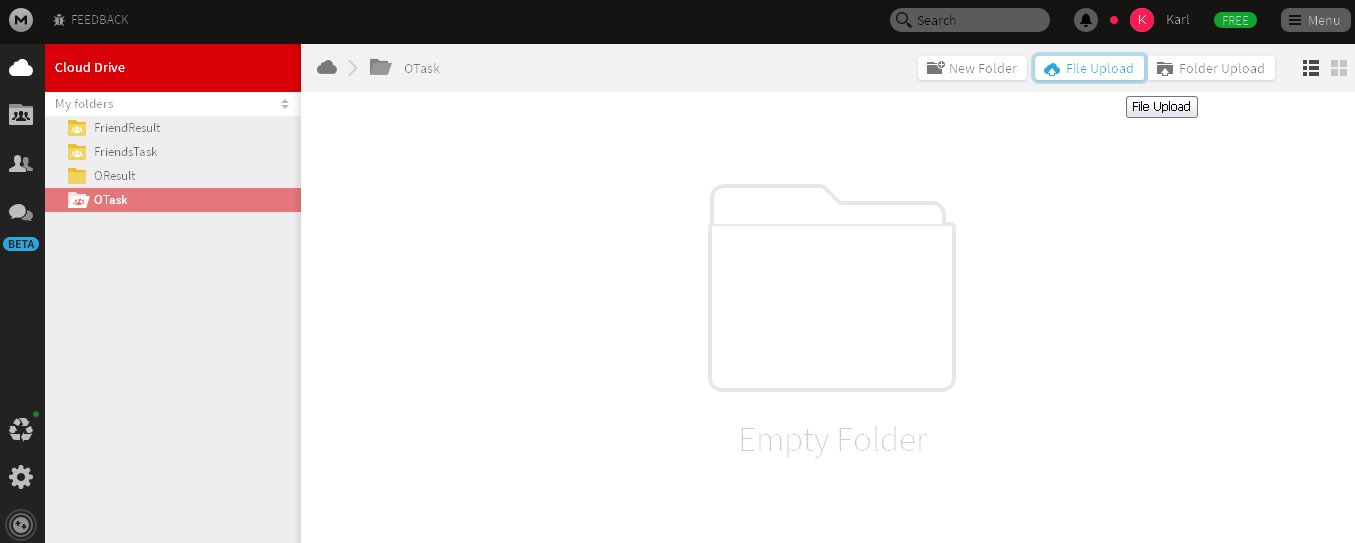 M FEEDBACK Search K Karl FREE Menu
Cloud Drive
OTask New Folder File Upload Folder Upload
File Upload
My folders
FriendResult
FriendsTask
OResult
OTask
BETA
Empty Folder